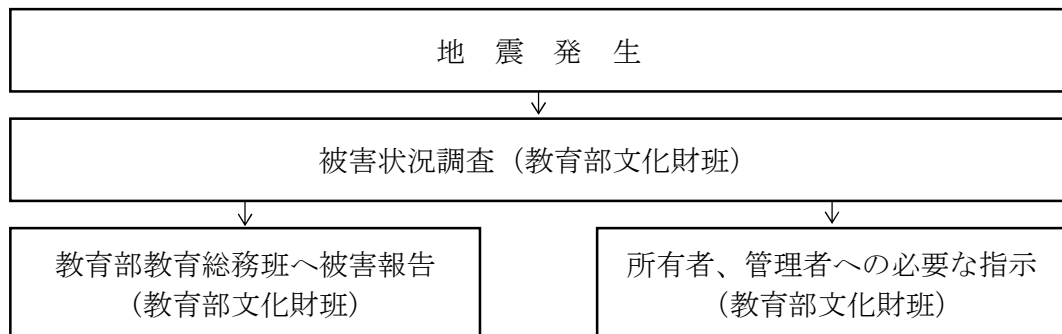 地　震　発　生
被害状況調査（教育部文化財班）
教育部教育総務班へ被害報告
（教育部文化財班）
所有者、管理者への必要な指示
（教育部文化財班）